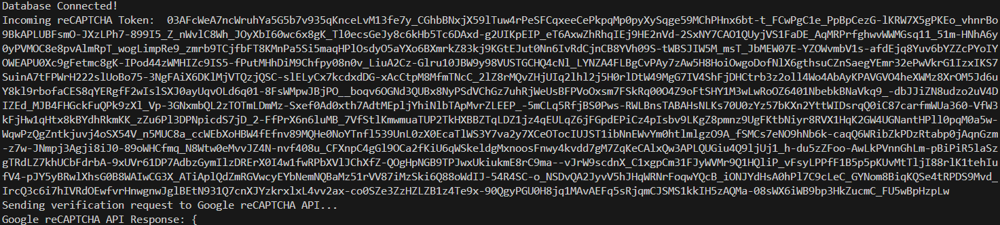 Database Connected!
Incoming reCAPTCHA Token:  03AFcWeA7ncWruhYa5G5b7v935qKnceLvM13fe7y_CGhbBNxjX59lTuw4rPeSFCqxeeCePkpqMp0pyXySqge59MChPHnx6bt-t_FCwPgC1e_PpBpCezG-lKRW7X5gPKEo_vhnrBo
9BkAPLUBFsmO-JXzLPh7-899I5_Z_nWvlC8Wh_JOyXbI60wc6x8gK_Tl0ecsGeJy8c6kHb5Tc6DAxd-g2UIKpEIP_eT6AxwZhRhqIEj9HE2nVd-2SxNY7CAO1QUyjVS1FaDE_AqMRPrfghwvWWMGsq11_51m-HNhA6y
0yPVMOC8e8pvAlmRpT_wogLimpRe9_zmrb9TCjfbFT8KMnPa5Si5maqHPlOsdyO5aYXo6BXmrkZ83kj9KGtEJut0Nn6IvRdCjnCB8YVh09S-tWBSJIW5M_msT_JbMEW07E-YZOWvmbV1s-afdEjq8Yuv6bYZZcPYoIY
OWEAPU0Xc9gFetmc8gK-IPod44zWMHIZc9IS5-fPutMHhDiM9Chfpy08n0v_LiuA2Cz-Glru10JBW9y98VUSTGCHQ4cNl_LYNZA4FLBgCvPAy7zAw5H8HoiOwgoDofNlX6gthsuCZnSaegYEmr32ePwVkrG1IzxIKS7
SuinA7tFPWrH222slUoBo75-3NgFAiX6DKlMjVTQzjQSC-slELyCx7kcdxdDG-xAcCtpM8MfmTNcC_2lZ8rMQvZHjUIq2lhl2j5H0rlDtW49MgG7IV4ShFjDHCtrb3z2oll4Wo4AbAyKPAVGVO4heXWMz8XrOM5Jd6u
Y8kl9rbofaCES8qYERgfF2wIslSXJ0ayUqvOLd6q01-8FsWMpwJBjPO__boqv6OGNd3QUBx8NyPSdVChGz7uhRjWeUsBFPVoOxsm7FSkRq00O4Z9oFtSHY1M3wLwRoOZ6401NbebkBNaVkq9_-dbJJiZN8udzo2uV4D
IZEd_MJB4FHGckFuQPk9zXl_Vp-3GNxmbQL2zTOTmLDmMz-Sxef0Ad0xth7AdtMEpljYhiNlbTApMvrZLEEP_-5mCLq5RfjBS0Pws-RWLBnsTABAHsNLKs70U0zYz57bKXn2YttWIDsrqQ0iC87carfmWUa360-VfW3
kFjHw1qHtx8kBYdhRkmKK_zZu6Pl3DPNpicdS7jD_2-FfPrX6n6luMB_7VfStlKmwmuaTUP2TkHXBBZTqLDZ1jz4qEULqZ6jFGpdEPiCz4pIsbv9LKgZ8pmnz9UgFKtbNiyr8RVX1HqK2GW4UGNantHPll0pqM0a5w-
WqwPzQgZntkjuvj4oSX54V_n5MUC8a_ccWEbXoHBW4fEfnv89MQHe0NoYTnfl539UnL0zX0EcaTlWS3Y7va2y7XCeOTocIUJST1ibNnEWvYm0htlmlgzO9A_fSMCs7eNO9hNb6k-caqQ6WRibZkPDzRtabp0jAqnGzm
-z7w-JNmpj3Agji8iJ0-89oWHCfmq_N8Wtw0eMvvJZ4N-nvf408u_CFXnpC4gGl9OCa2fKiU6qWSkeldgMxnoosFnwy4kvdd7gM7ZqKeCAlxQw3APLQUGiu4Q9ljUj1_h-du5zZFoo-AwLkPVnnGhLm-pBiPiR5laSz
gTRdLZ7khUCbFdrbA-9xUVr61DP7AdbzGymIlzDRErX0I4w1fwRPbXVlJChXfZ-QOgHpNGB9TPJwxUkiukmE8rC9ma--vJrW9scdnX_C1xgpCm31FJyWVMr9Q1HQliP_vFsyLPPfF1B5p5pKUvMtTljI88rlK1tehIu
fV4-pJY5yBRwlXhsG0B8WAIwCG3X_ATiAplQdZmRGVwcyEYbNemNQBaMz51rVV87iMzSki6Q88oWdIJ-54R4SC-o_NSDvQA2JyvV5hJHqWRNrFoqwYQcB_iONJYdHsA0hPl7C9cLeC_GYNom8BiqKQSe4tRPDS9Mvd_
IrcQ3c6i7hIVRdOEwfvrHnwgnwJglBEtN931Q7cnXJYzkrxlxL4vv2ax-co0SZe3ZzHZLZB1z4Te9x-90QgyPGU0H8jq1MAvAEFq5sRjqmCJSMS1kkIH5zAQMa-08sWX6iWB9bp3HkZucmC_FU5wBpHzpLw
Sending verification request to Google reCAPTCHA API...
Google reCAPTCHA API Response: {